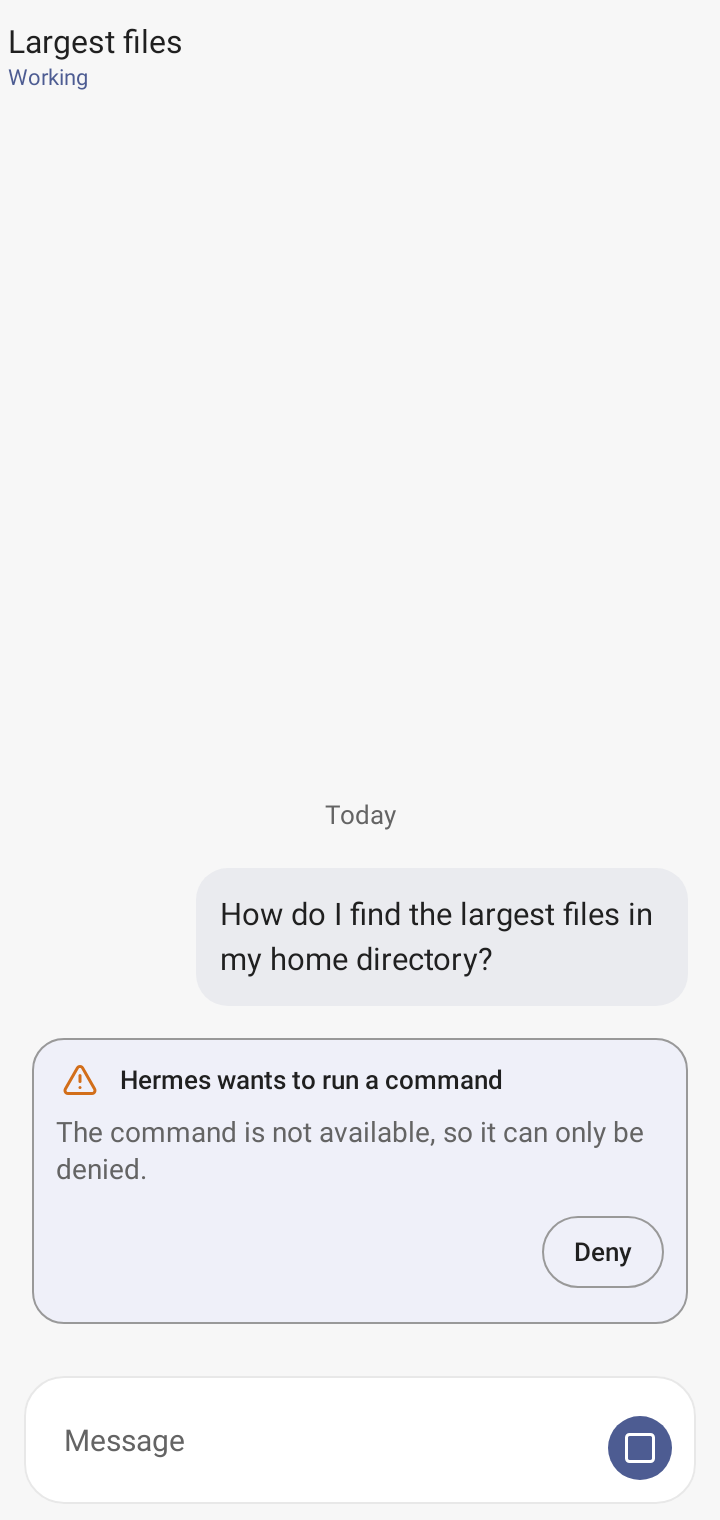 Largest files
Working
Today
How do I find the largest files in
my home directory?
Hermes wants to run a command
The command is not available, so it can only be
denied.
Deny
Message